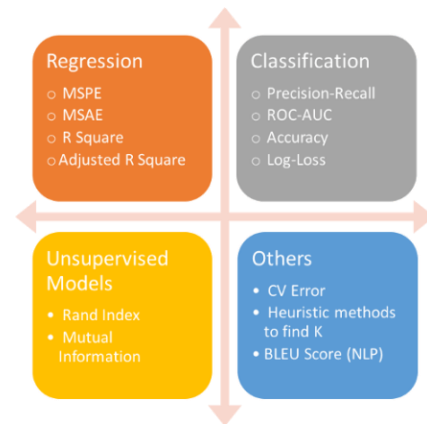 Regression
○ MSPE
○ MSAE
○ R Square
○ Adjusted R Square
Classification
○ Precision-Recall
○ ROC-AUC
○ Accuracy
○ Log-Loss
Unsupervised
Models
• Rand Index
• Mutual
Information
Others
• CV Error
• Heuristic methods
to find K
• BLEU Score (NLP)